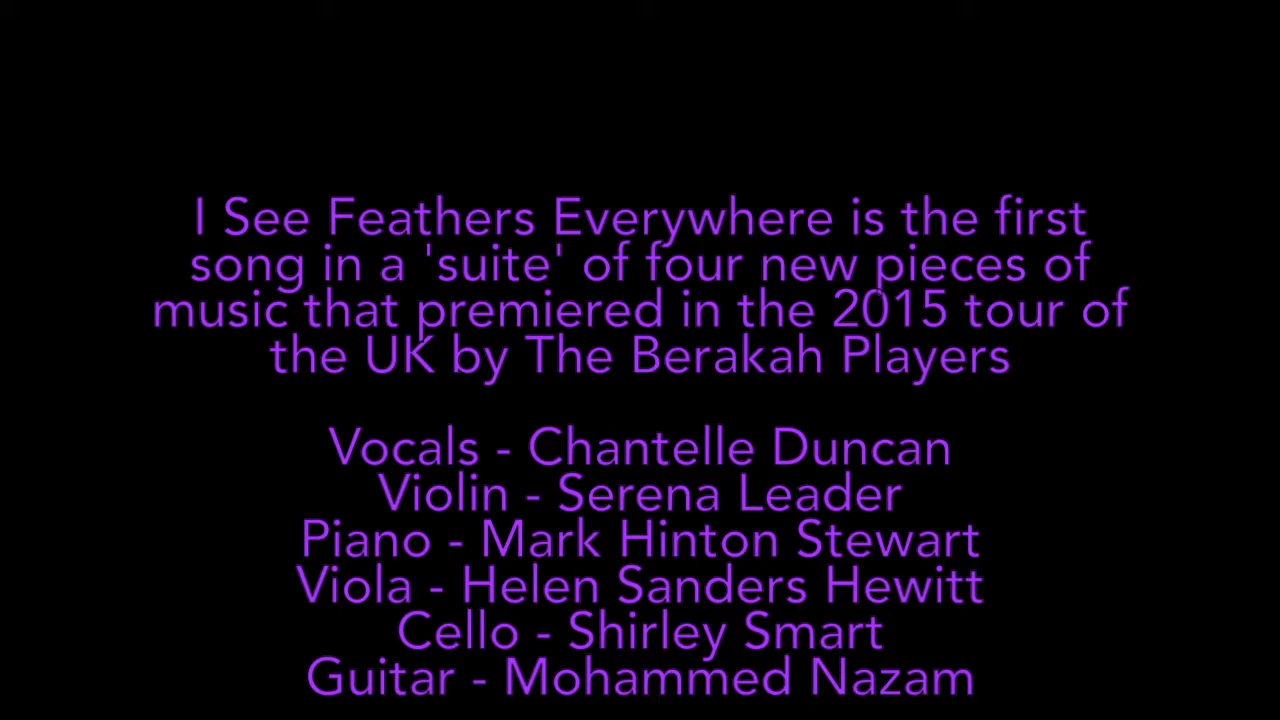 I See Feathers Everywhere is the first
song in a 'suite' of four new pieces of
music that premiered in the 2015 tour of
the UK by The Berakah Players
Vocals - Chantelle Duncan
Violin - Serena Leader
Piano - Mark Hinton Stewart
Viola - Helen Sanders Hewitt
Cello - Shirley Smart
Guitar - Mohammed Nazam